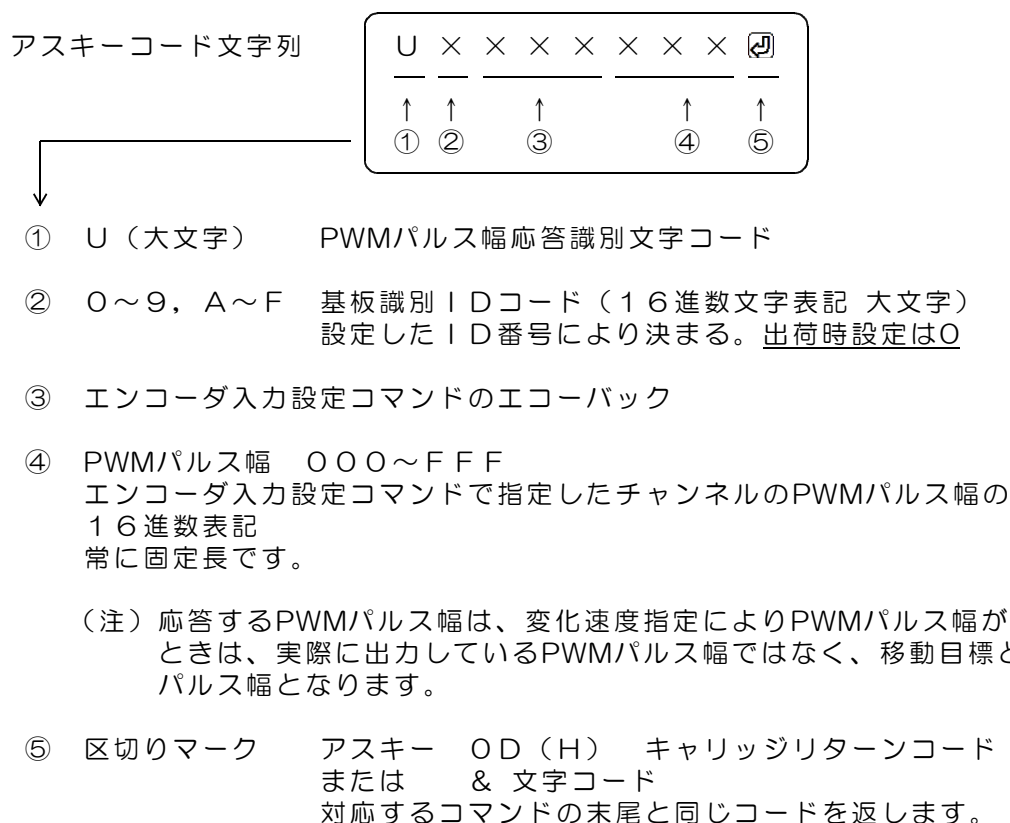 アスキーコード文字列
U × × × × × × × ↵
↑ ↑ ↑ ↑ ↑
① ② ③ ④ ⑤
① U（大文字） PWMパルス幅応答識別文字コード
② 0～9，A～F 基板識別IDコード（16進数文字表記 大文字）
設定したID番号により決まる。出荷時設定は0
③ エンコーダ入力設定コマンドのエコーバック
④ PWMパルス幅 000～FFF
エンコーダ入力設定コマンドで指定したチャンネルのPWMパルス幅の
16進数表記
常に固定長です。
（注）応答するPWMパルス幅は、変化速度指定によりPWMパルス幅が
ときは、実際に出力しているPWMパルス幅ではなく、移動目標と
パルス幅となります。
⑤ 区切りマーク アスキー 0D（H） キャリッジリターンコード
または & 文字コード
対応するコマンドの末尾と同じコードを返します。